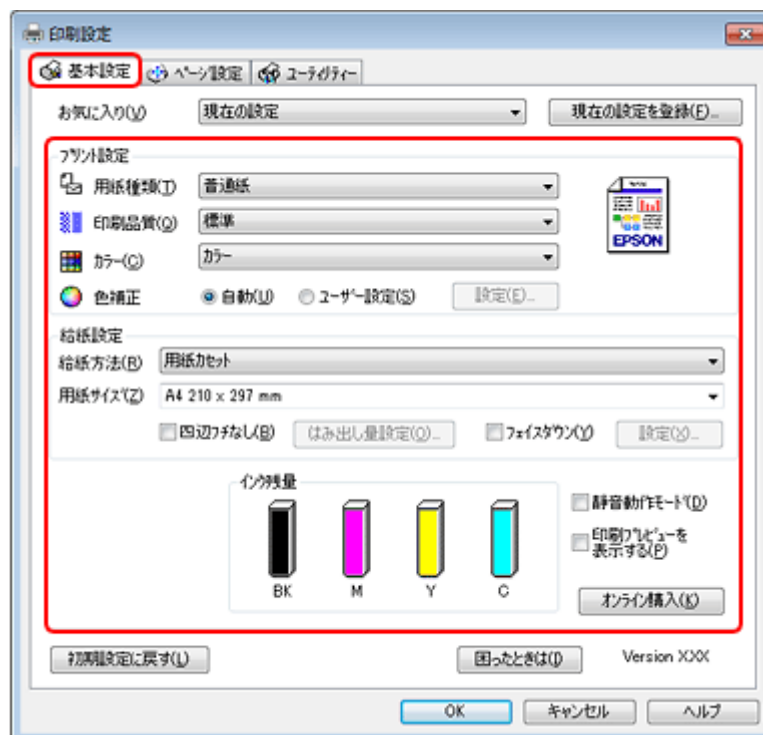 印刷設定
基本設定 ページ設定 ユーティリティー
お気に入り(V) 現在の設定 現在の設定を登録(F)...
プリント設定
用紙種類(T) 普通紙
印刷品質(Q) 標準
カラー(C) カラー
EPSON
色補正 自動(U) ユーザー設定(S) 設定(E)...
給紙設定
給紙方法(R) 用紙カセット
用紙サイズ(Z) A4 210 x 297 mm
四辺フチなし(B) はみ出し量設定(O)... フェイスダウン(Y) 設定(X)...
インク残量
静音動作モード(D)
印刷プレビューを
表示する(P)
BK M Y C
オンライン購入(K)
初期設定に戻す(L) 困ったときは(I) Version XXX
OK キャンセル ヘルプ